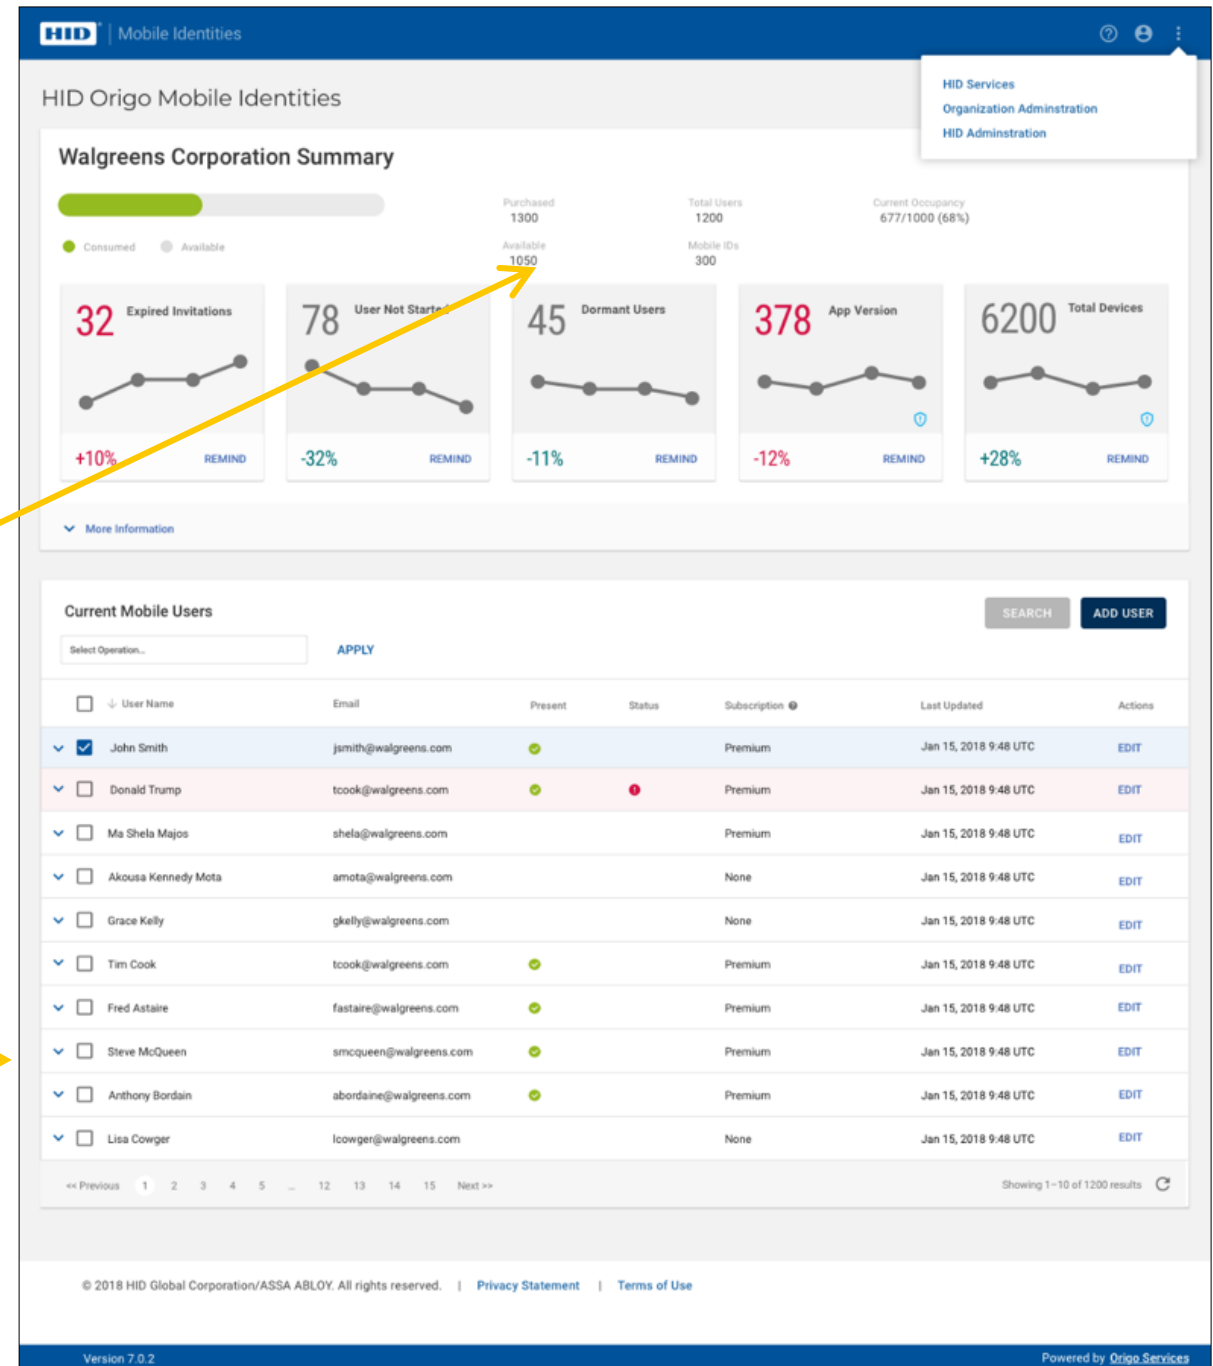 HID | Mobile Identities
HID Services
Organization Adminstration
HID Adminstration
HID Origo Mobile Identities
Walgreens Corporation Summary
Purchased Total Users Current Occupancy
1300 1200 677/1000 (68%)
Consumed Available
Available Mobile IDs
1050 300
32 Expired Invitations
78 User Not Started
45 Dormant Users
378 App Version
6200 Total Devices
+10% REMIND
-32% REMIND
-11% REMIND
-12% REMIND
+28% REMIND
More Information
Current Mobile Users
SEARCH ADD USER
Select Operation... APPLY
User Name Email Present Status Subscription Last Updated Actions
John Smith jsmith@walgreens.com Premium Jan 15, 2018 9:48 UTC EDIT
Donald Trump tcook@walgreens.com Premium Jan 15, 2018 9:48 UTC EDIT
Ma Shela Majos shela@walgreens.com Premium Jan 15, 2018 9:48 UTC EDIT
Akousa Kennedy Mota amota@walgreens.com None Jan 15, 2018 9:48 UTC EDIT
Grace Kelly gkelly@walgreens.com None Jan 15, 2018 9:48 UTC EDIT
Tim Cook tcook@walgreens.com Premium Jan 15, 2018 9:48 UTC EDIT
Fred Astaire fastaire@walgreens.com Premium Jan 15, 2018 9:48 UTC EDIT
Steve McQueen smcqueen@walgreens.com Premium Jan 15, 2018 9:48 UTC EDIT
Anthony Bordain abordaine@walgreens.com Premium Jan 15, 2018 9:48 UTC EDIT
Lisa Cowger lcowger@walgreens.com None Jan 15, 2018 9:48 UTC EDIT
<< Previous 1 2 3 4 5 ... 12 13 14 15 Next >> Showing 1–10 of 1200 results
© 2018 HID Global Corporation/ASSA ABLOY. All rights reserved. | Privacy Statement | Terms of Use
Version 7.0.2 Powered by Origo Services